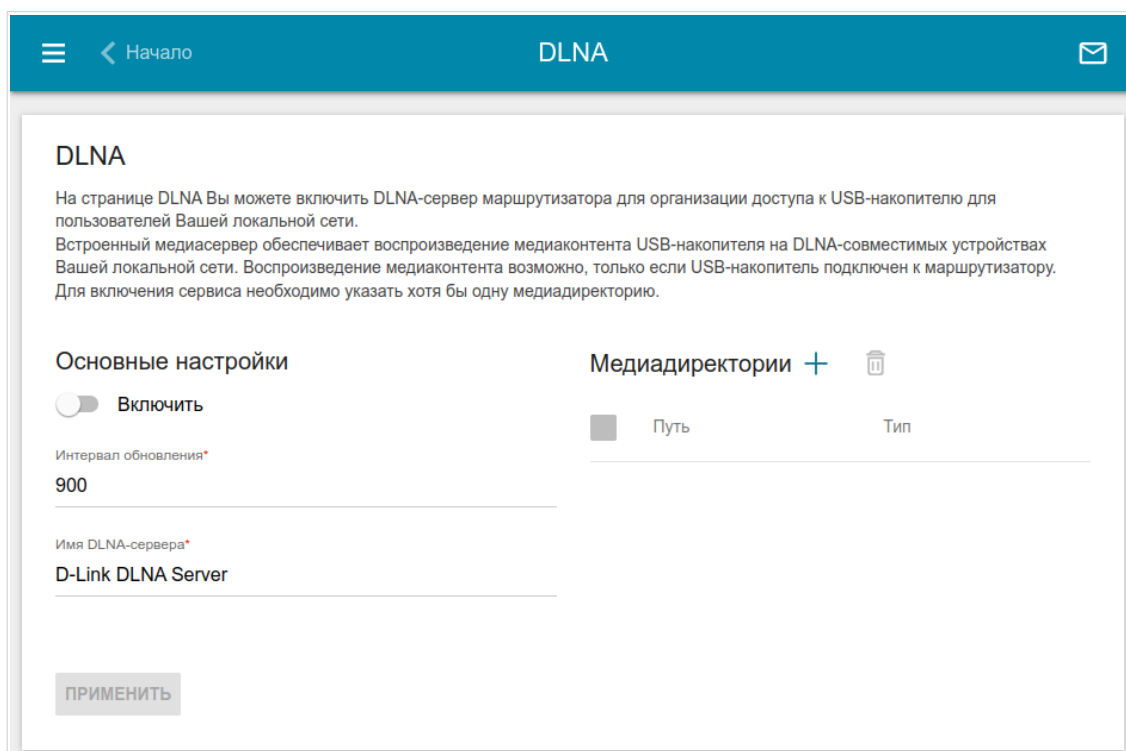 Начало
DLNA
DLNA
На странице DLNA Вы можете включить DLNA-сервер маршрутизатора для организации доступа к USB-накопителю для
пользователей Вашей локальной сети.
Встроенный медиасервер обеспечивает воспроизведение медиаконтента USB-накопителя на DLNA-совместимых устройствах
Вашей локальной сети. Воспроизведение медиаконтента возможно, только если USB-накопитель подключен к маршрутизатору.
Для включения сервиса необходимо указать хотя бы одну медиадиректорию.
Основные настройки
Включить
Интервал обновления*
900
Имя DLNA-сервера*
D-Link DLNA Server
ПРИМЕНИТЬ
Медиадиректории
Путь Тип